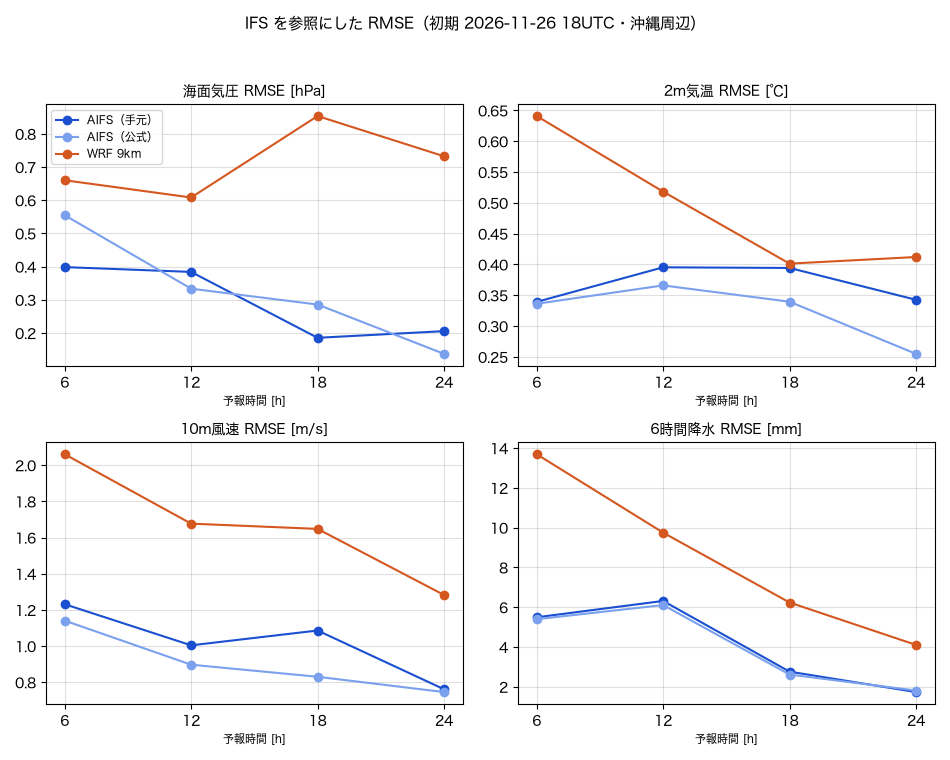 IFS を参照にした RMSE（初期 2026-11-26 18UTC・沖縄周辺）
海面気圧 RMSE [hPa]
AIFS（手元）
AIFS（公式）
WRF 9km
0.8
0.7
0.6
0.5
0.4
0.3
0.2
6 12 18 24
予報時間 [h]
2m気温 RMSE [℃]
0.65
0.60
0.55
0.50
0.45
0.40
0.35
0.30
0.25
6 12 18 24
予報時間 [h]
10m風速 RMSE [m/s]
2.0
1.8
1.6
1.4
1.2
1.0
0.8
6 12 18 24
予報時間 [h]
6時間降水 RMSE [mm]
14
12
10
8
6
4
2
6 12 18 24
予報時間 [h]